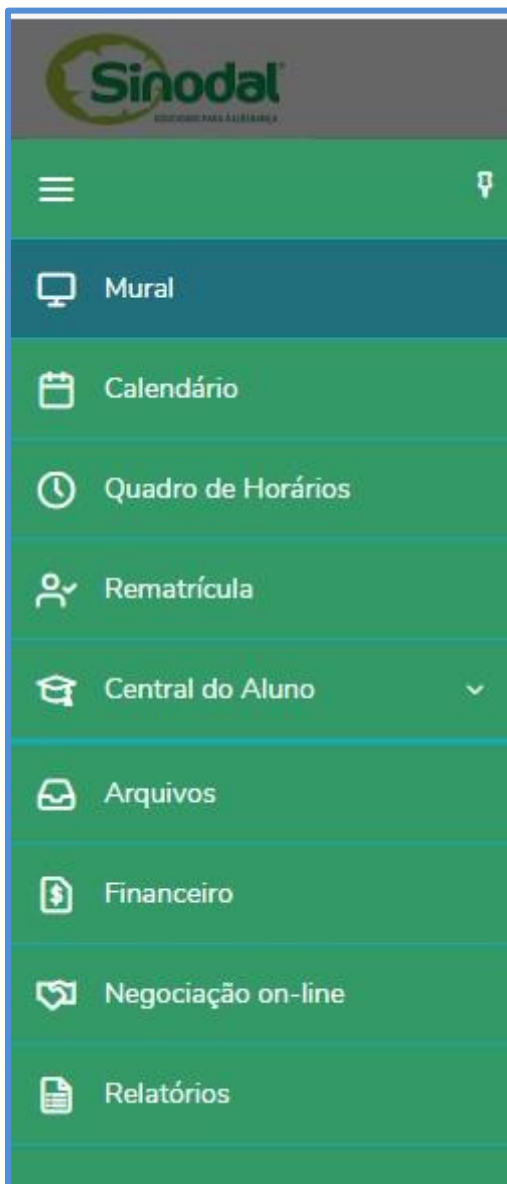 Sinodal
Mural
Calendário
Quadro de Horários
Rematrícula
Central do Aluno
Arquivos
Financeiro
Negociação on-line
Relatórios